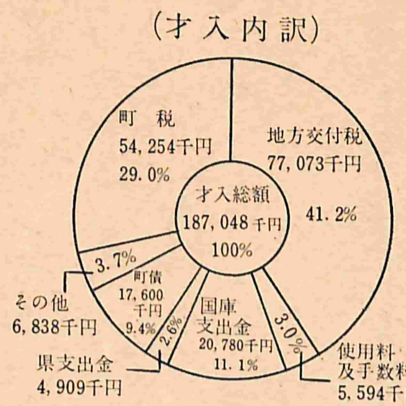 (才入内訳)
町税
54,254千円
29.0%
地方交付税
77,073千円
41.2%
才入総額
187,048千円
100%
3.7%
その他
6,838千円
町債
17,600
千円
9.4%
2.6%
県支出金
4,909千円
国庫
支出金
20,780千円
11.1%
3.0%
使用料
及手数料
5,594千